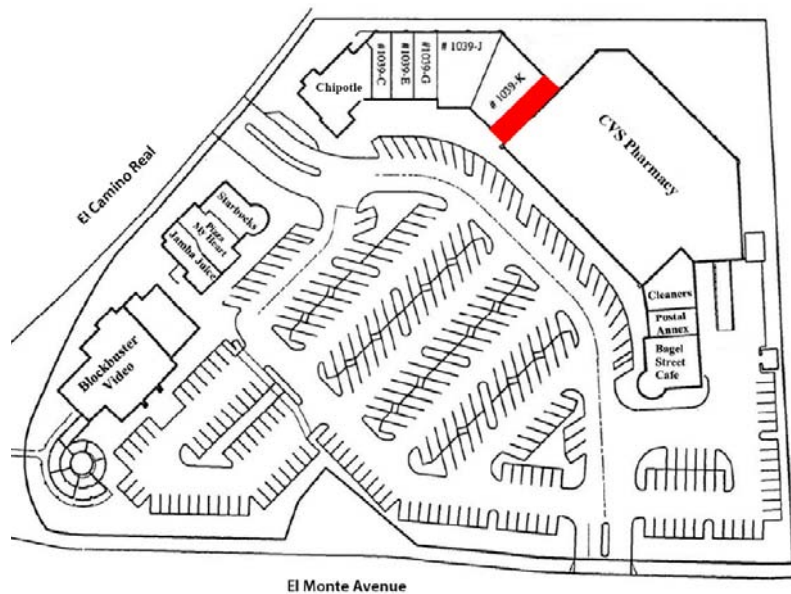 Chipotle
#1039-C
#1039-E
#1039-G
# 1039-J
# 1039-K
CVS Pharmacy
El Camino Real
Starbocks
Pizza
My Heart
Jamba Juice
Blockbuster
Video
Cleaners
Postal
Annex
Bagel
Street
Cafe
El Monte Avenue